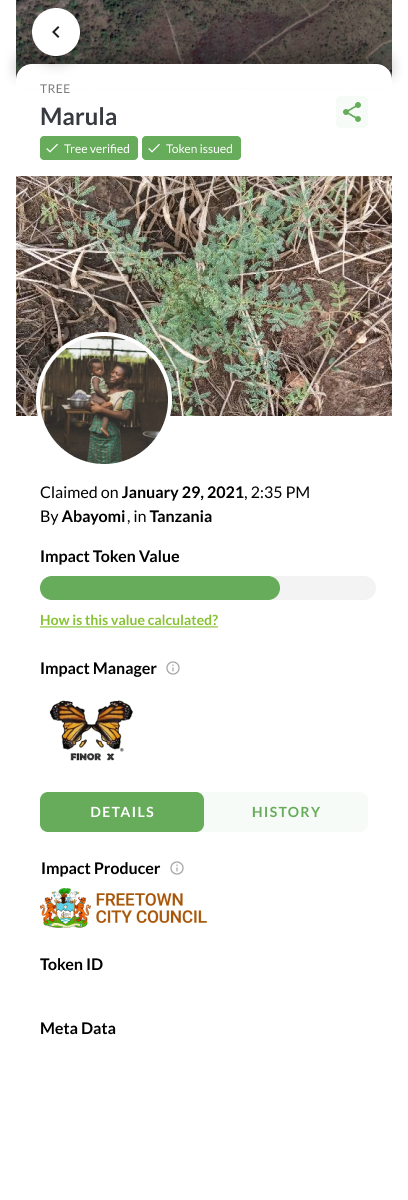 TREE
Marula
Tree verified
Token issued
Claimed on January 29, 2021, 2:35 PM
By Abayomi, in Tanzania
Impact Token Value
How is this value calculated?
Impact Manager
FINOR X
DETAILS
HISTORY
Impact Producer
FREETOWN
CITY COUNCIL
Token ID
Meta Data